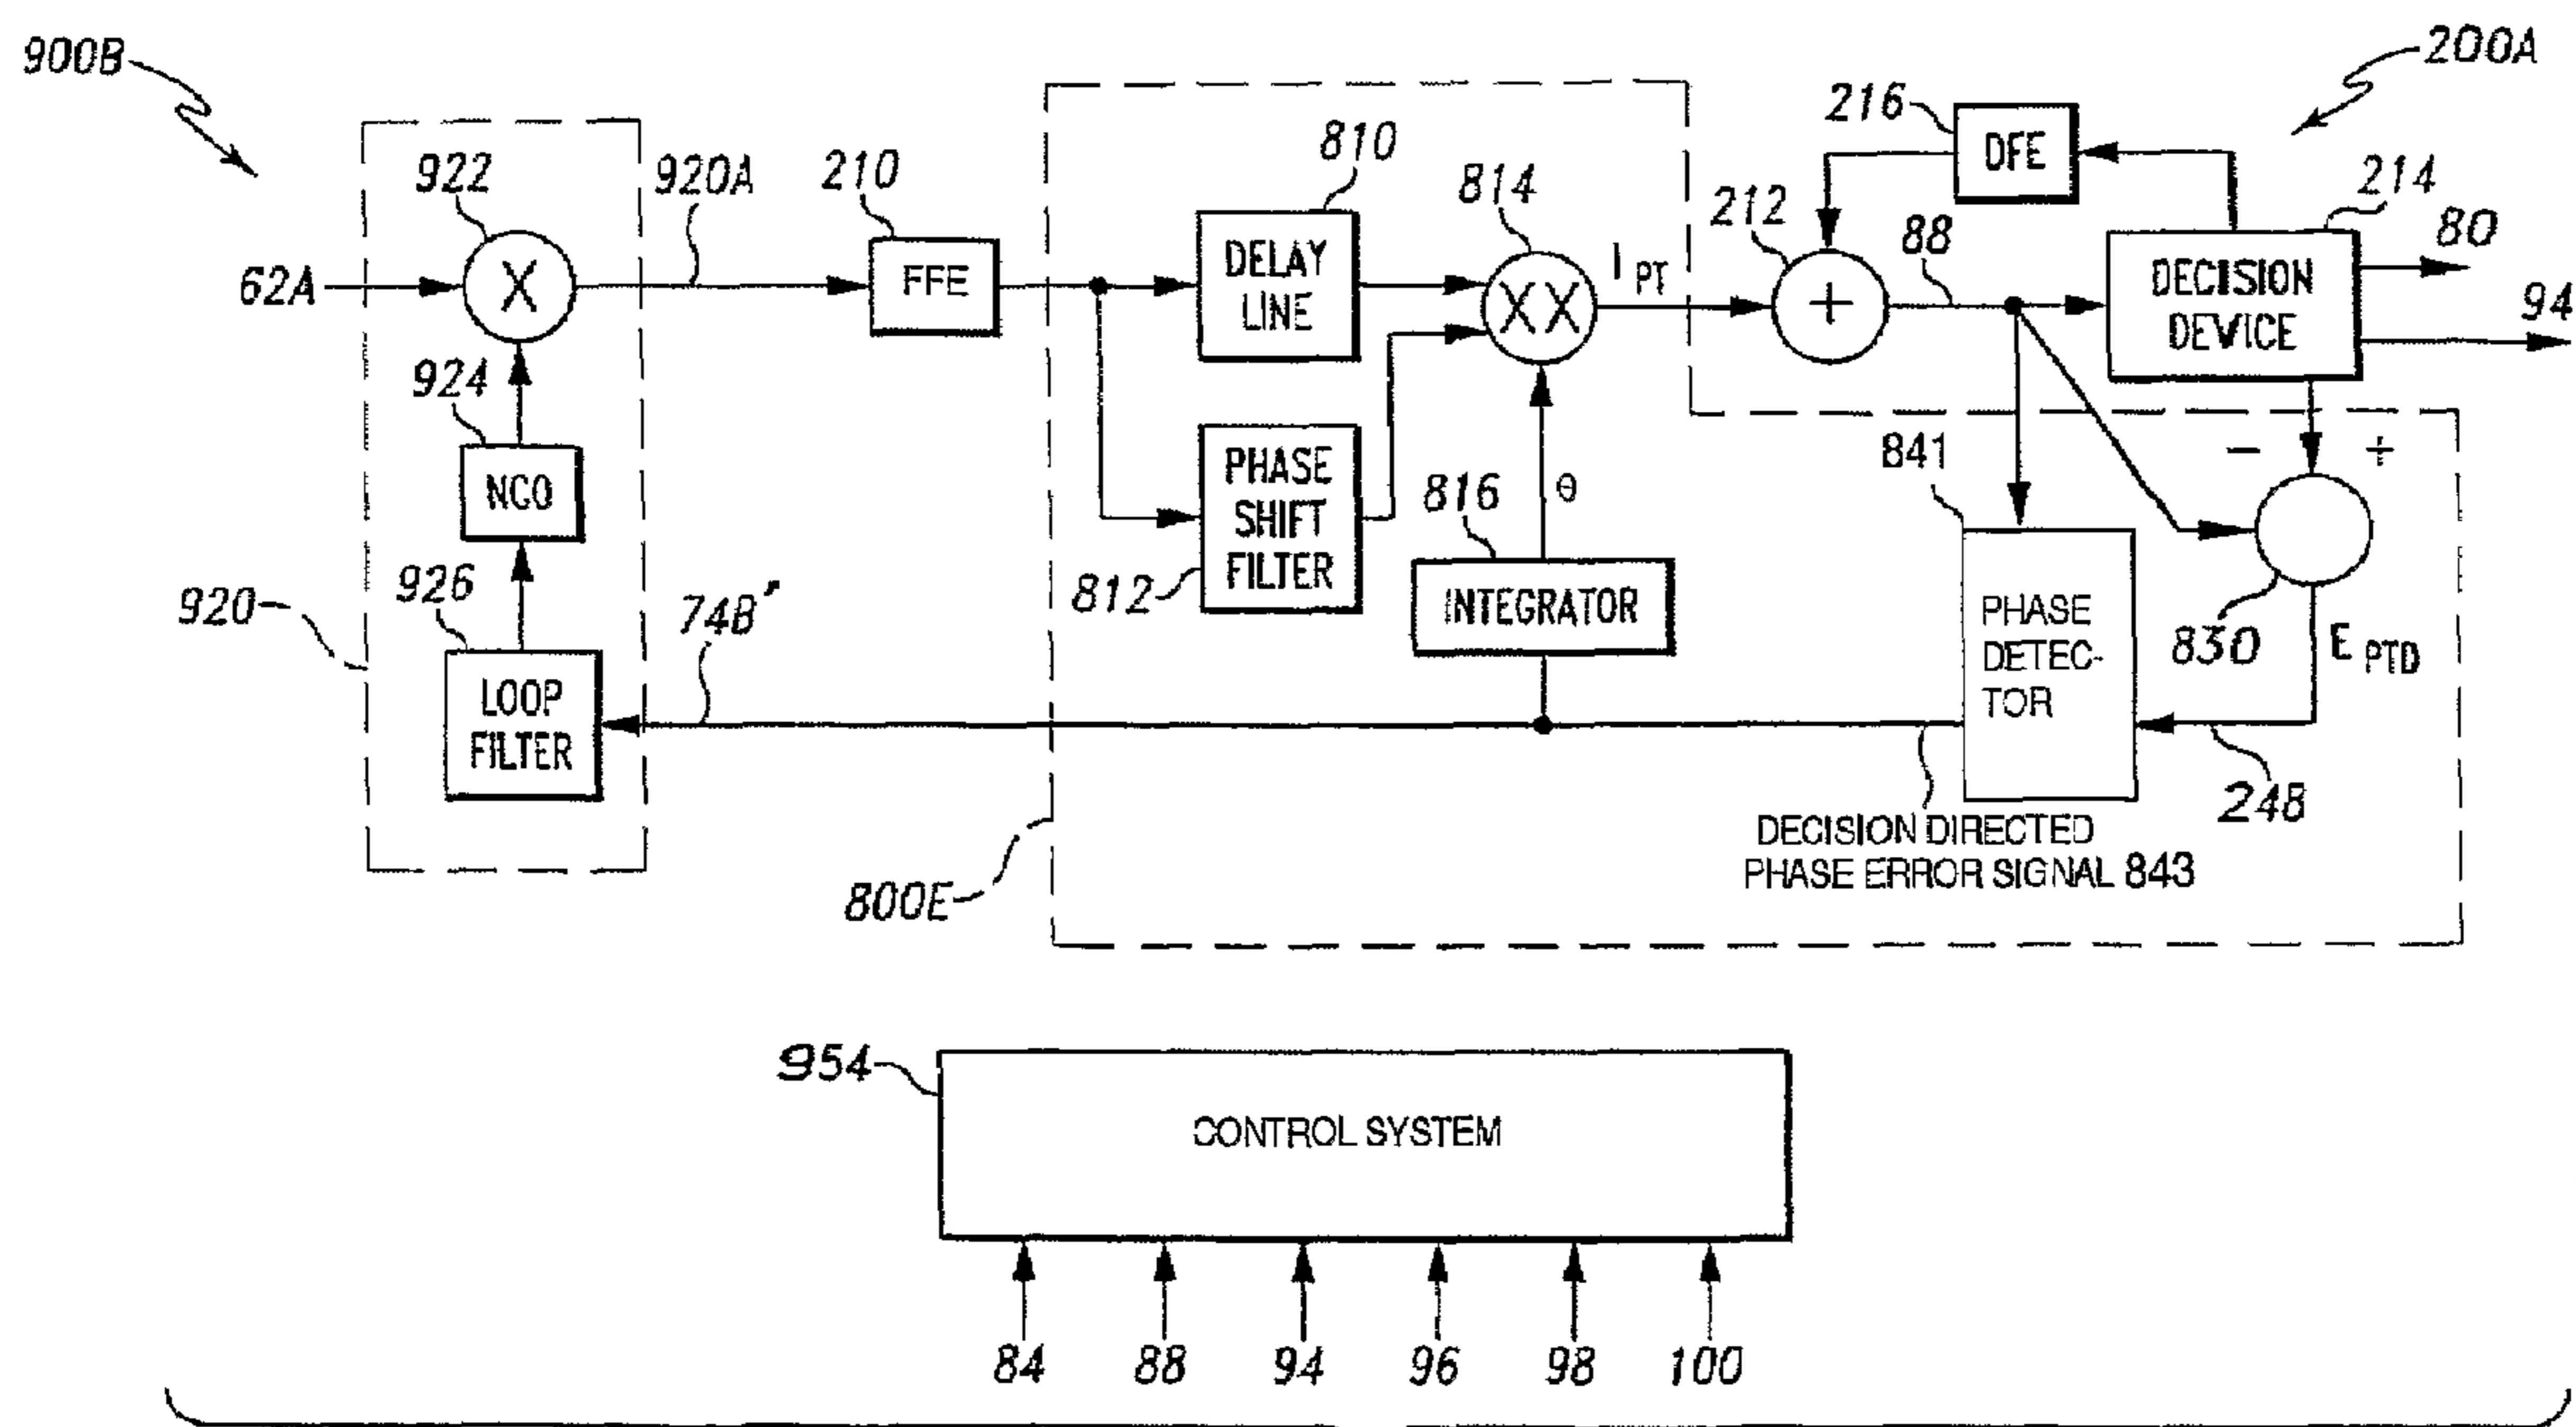 900B
200A
216
DFE
922
920A
210
810
814
212
88
214
80
62A
X
FFE
DELAY
LINE
XX
I PT
+
DECISION
DEVICE
94
924
NCO
PHASE
SHIFT
FILTER
812
816
θ
INTEGRATOR
841
− +
PHASE
DETEC-
TOR
830
E PTD
920
926
LOOP
FILTER
74B'
248
DECISION DIRECTED
PHASE ERROR SIGNAL 843
800E
954
CONTROL SYSTEM
84 88 94 96 98 100